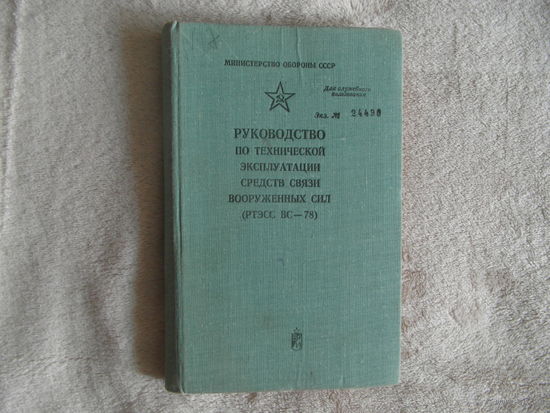 МИНИСТЕРСТВО ОБОРОНЫ СССР
Для служебного
пользования
Экз. № 24490
РУКОВОДСТВО
ПО ТЕХНИЧЕСКОЙ
ЭКСПЛУАТАЦИИ
СРЕДСТВ СВЯЗИ
ВООРУЖЕННЫХ СИЛ
(РТЭСС ВС—78)